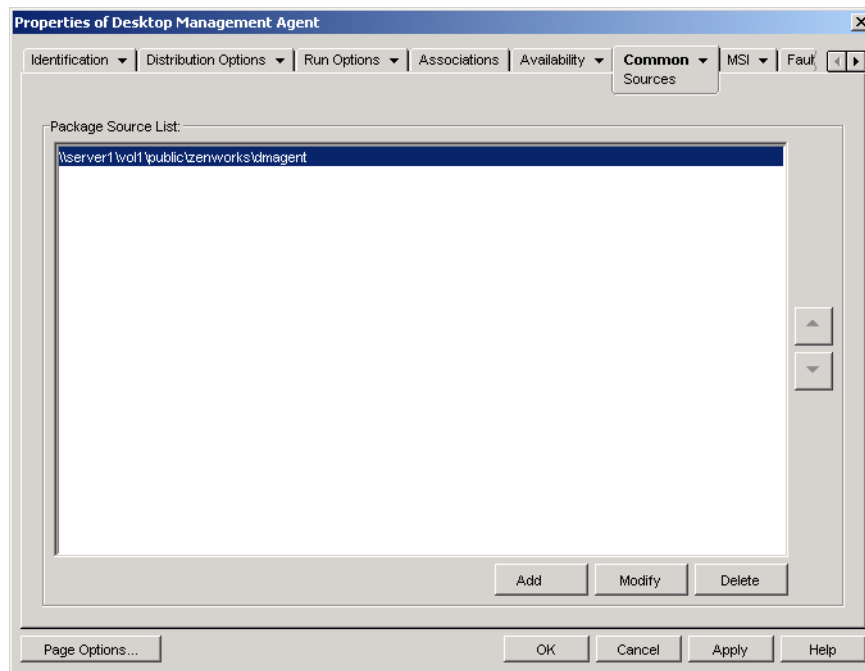 Properties of Desktop Management Agent
Identification Distribution Options Run Options Associations Availability Common MSI
Sources
Package Source List:
\\server1\vol1\public\zenworks\dmagent
Add Modify Delete
Page Options... OK Cancel Apply Help